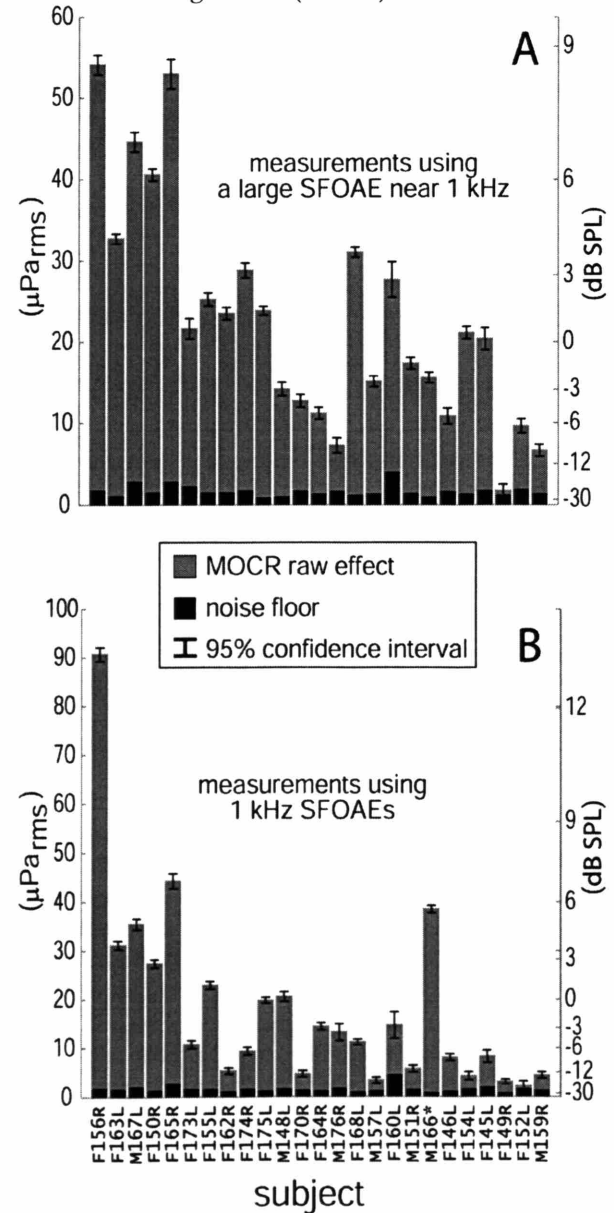 60
50
40
30
20
10
0
(μPa rms)
A
measurements using
a large SFOAE near 1 kHz
9
6
3
0
-3
-6
-12
-30
(dB SPL)
MOCR raw effect
noise floor
95% confidence interval
100
90
80
70
60
50
40
30
20
10
0
(μPa rms)
B
measurements using
1 kHz SFOAEs
12
9
6
3
0
-3
-6
-12
-30
(dB SPL)
F156R
F163L
M167L
F150R
F165R
F173L
F155L
F162R
F174R
F175L
M148L
F170R
F164R
M176R
F168L
M157L
F160L
M151R
M166*
F146L
F154L
F145L
F149R
F152L
M159R
subject